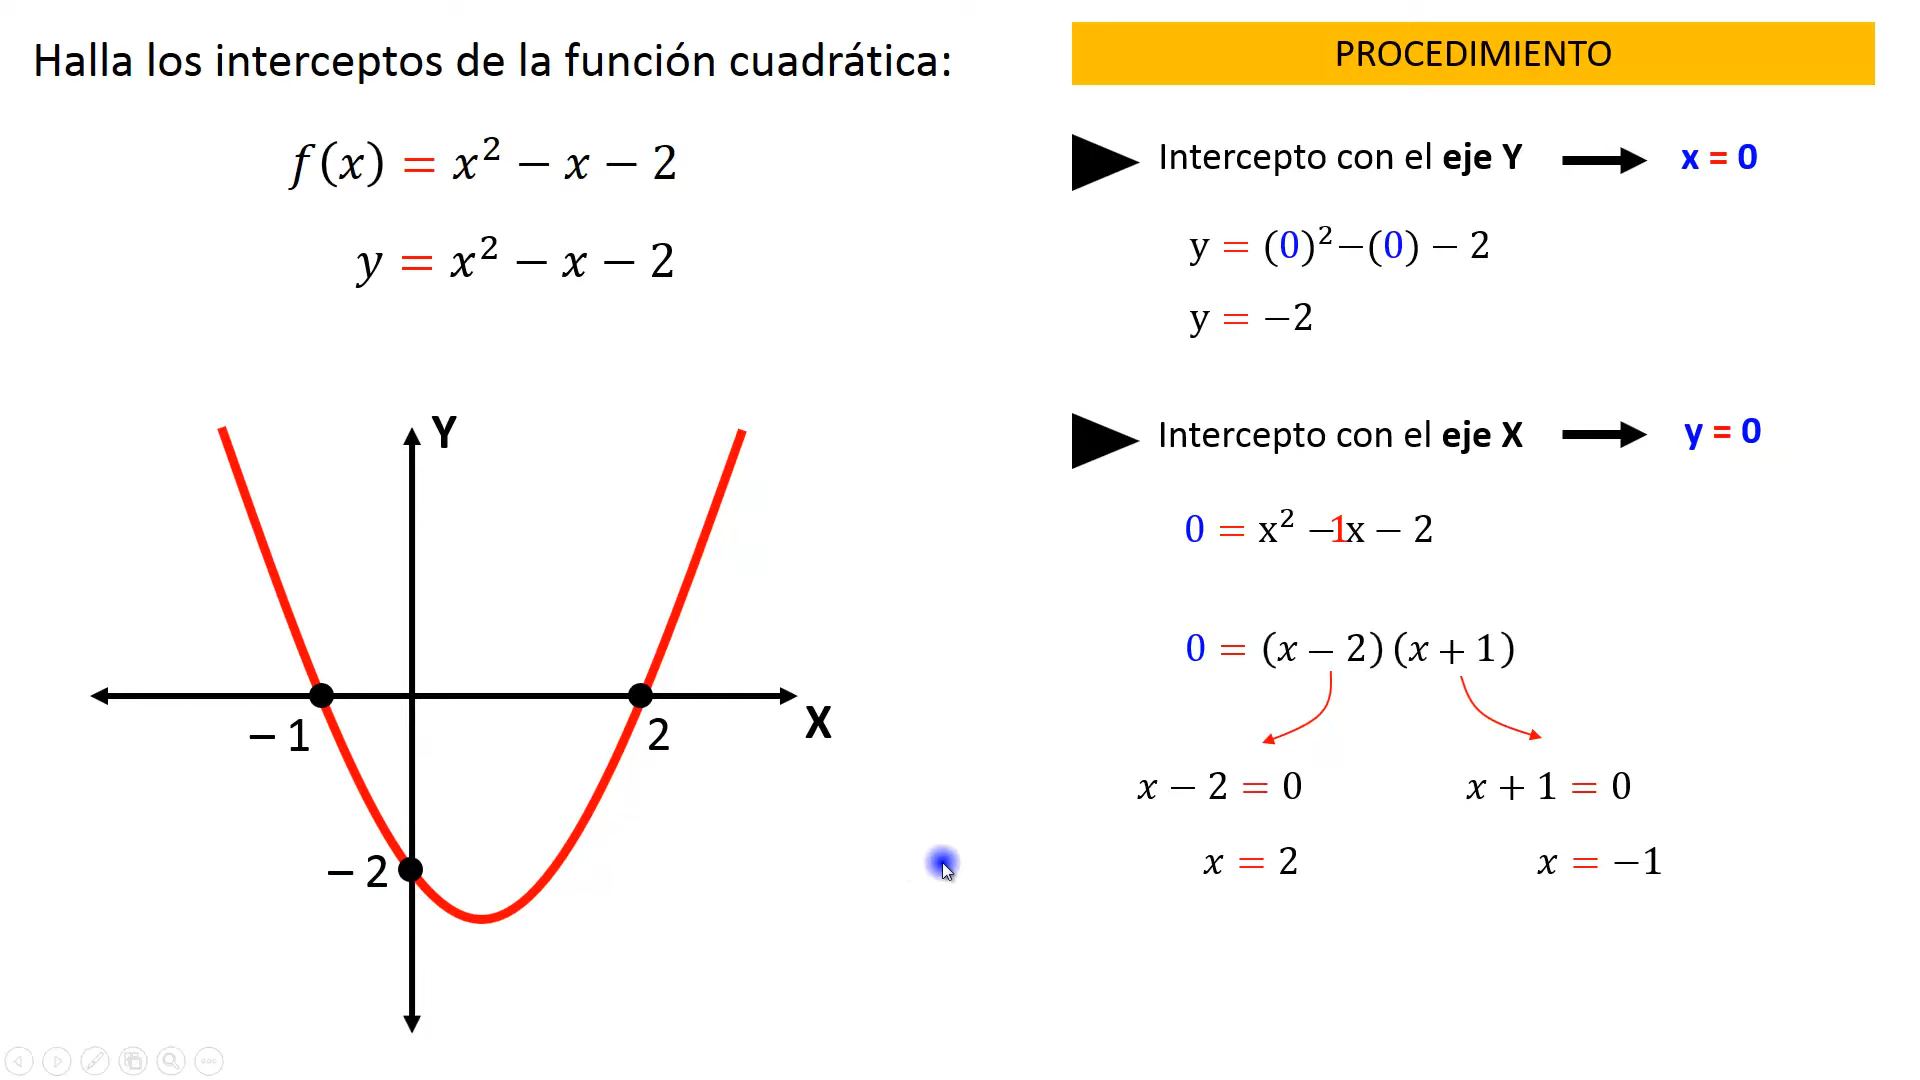 Halla los interceptos de la función cuadrática:
f(x) = x² − x − 2
y = x² − x − 2
Y
X
– 1
2
– 2
PROCEDIMIENTO
Intercepto con el eje Y
x = 0
y = (0)²−(0) − 2
y = −2
Intercepto con el eje X
y = 0
0 = x² −1x − 2
0 = (x − 2)(x + 1)
x − 2 = 0
x + 1 = 0
x = 2
x = −1